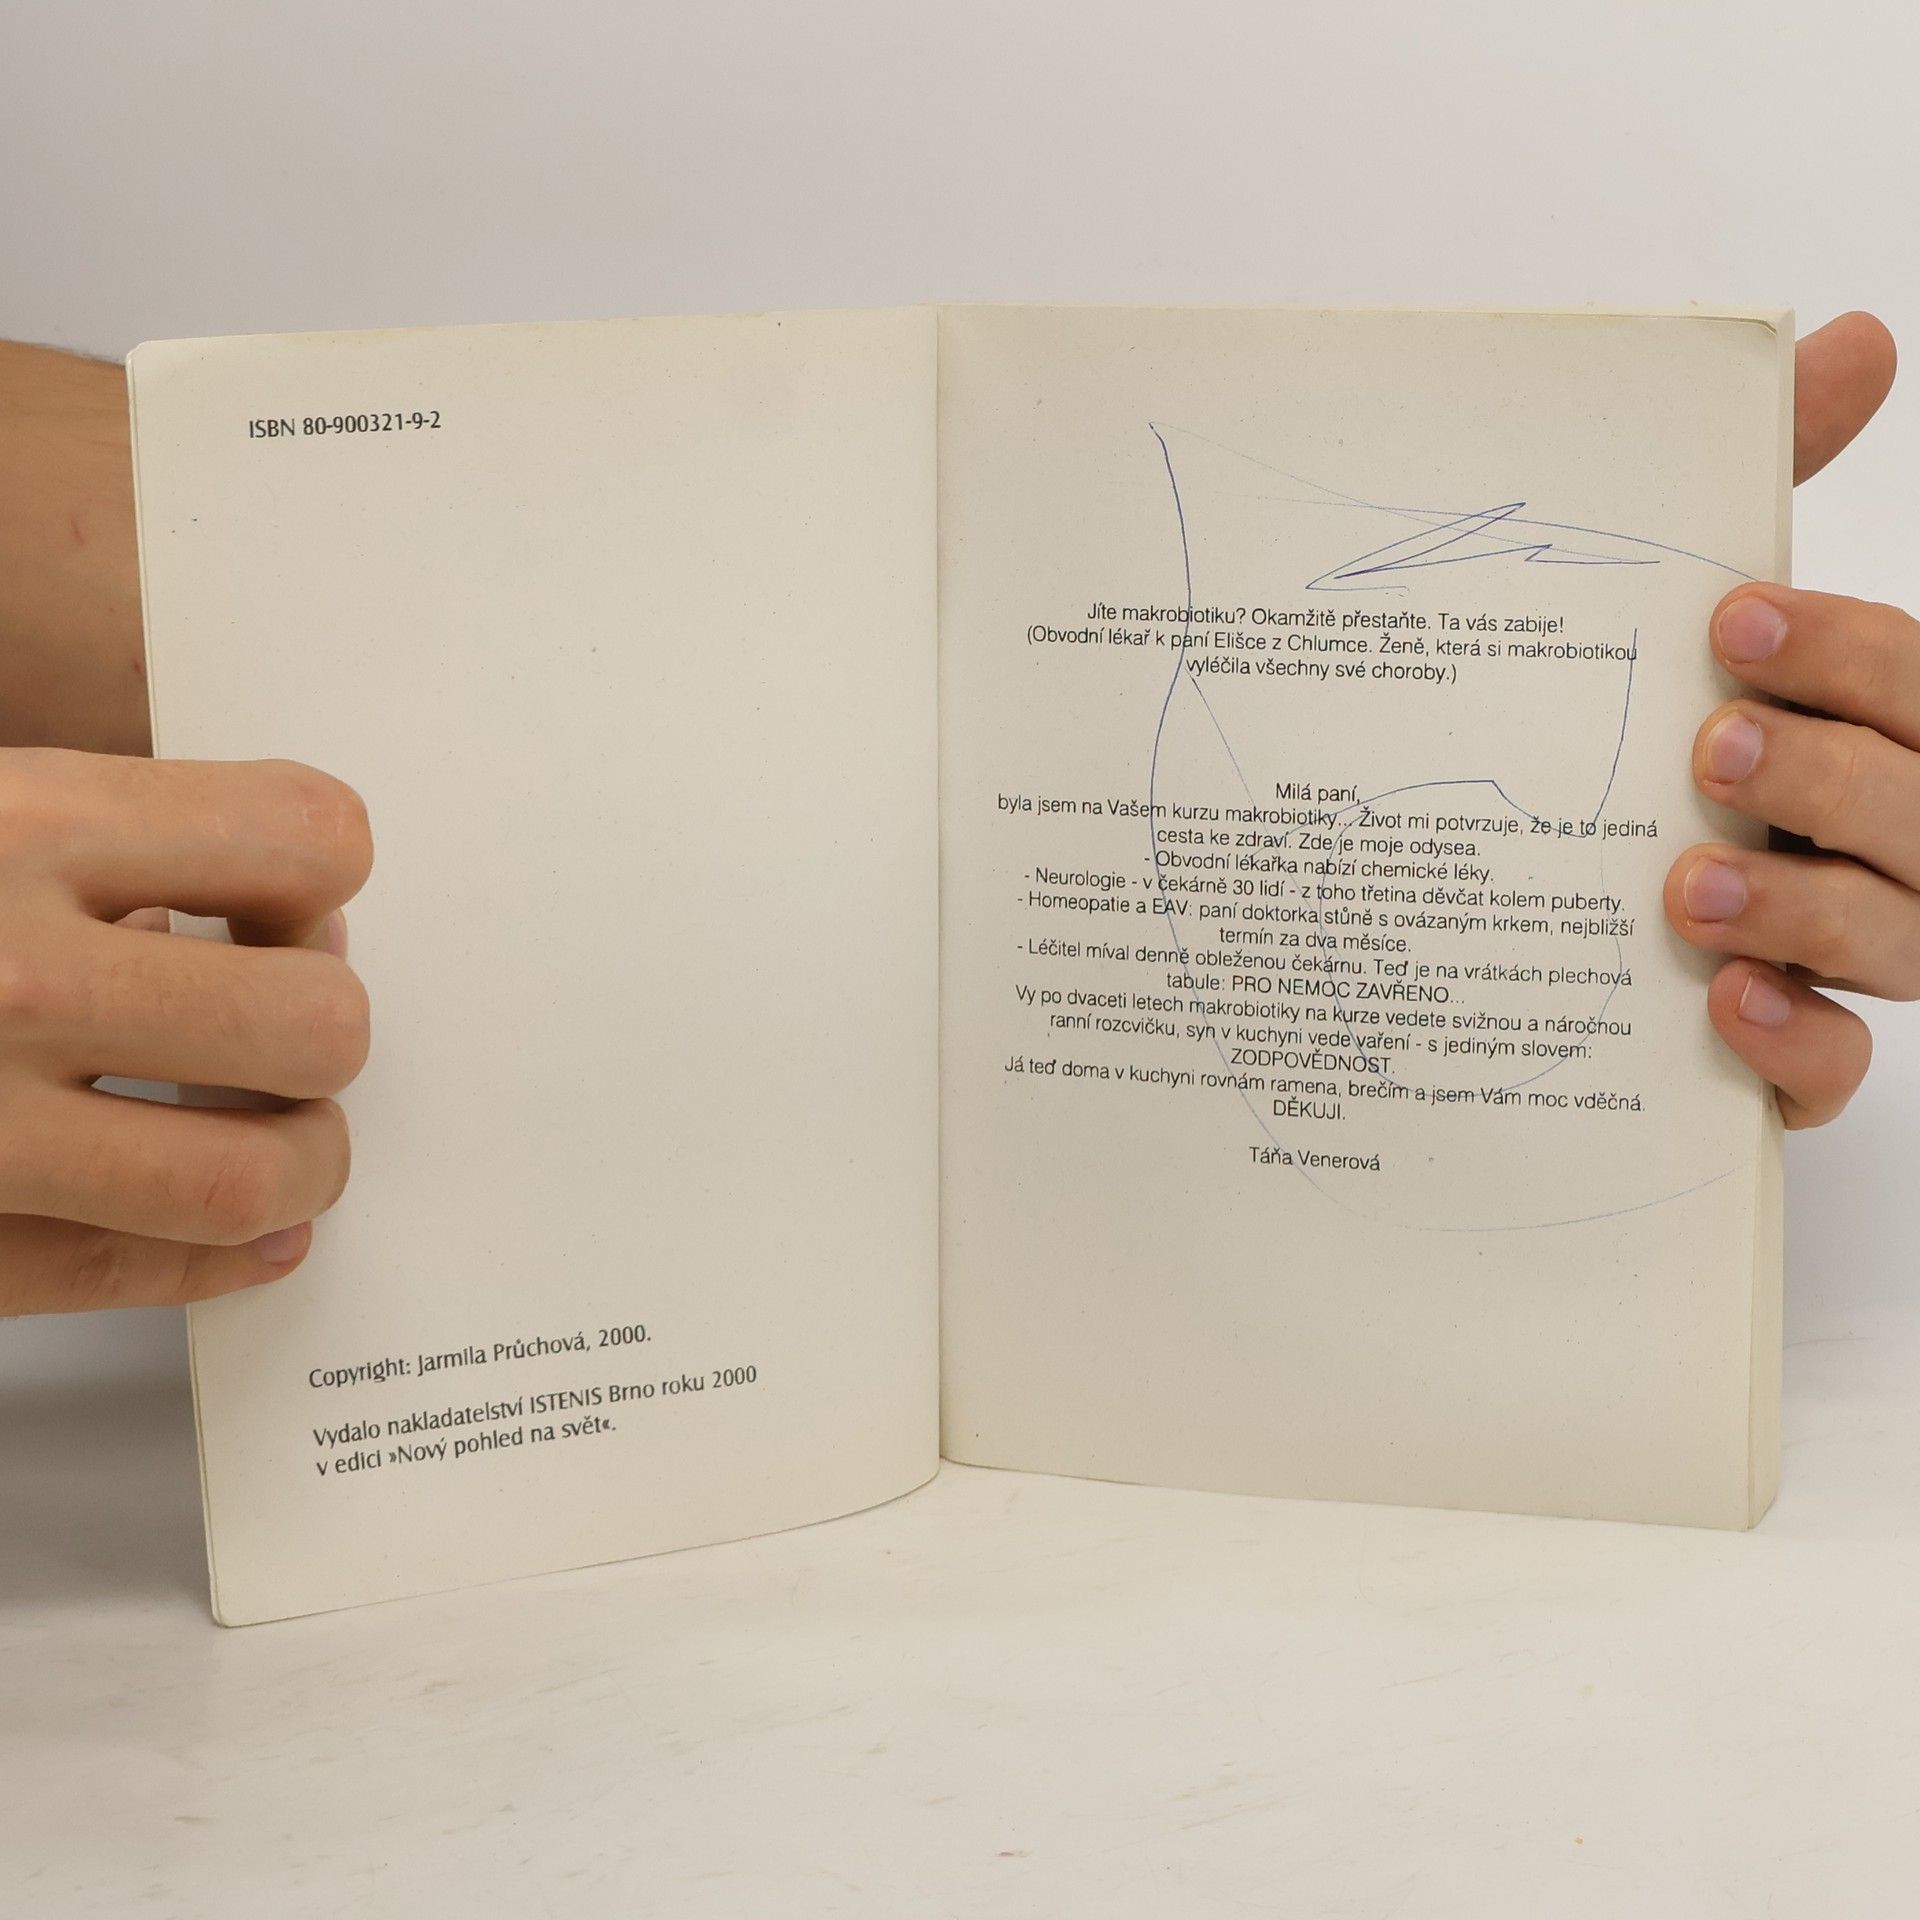 ISBN 80-900321-9-2
Copyright: Jarmila Průchová, 2000.
Vydalo nakladatelství ISTENIS Brno roku 2000
v edici »Nový pohled na svět«.
Jíte makrobiotiku? Okamžitě přestaňte. Ta vás zabije!
(Obvodní lékař k paní Elišce z Chlumce. Ženě, která si makrobiotikou
vyléčila všechny své choroby.)
Milá paní,
byla jsem na Vašem kurzu makrobiotiky... Život mi potvrzuje, že je to jediná
cesta ke zdraví. Zde je moje odysea.
- Obvodní lékařka nabízí chemické léky.
- Neurologie - v čekárně 30 lidí - z toho třetina děvčat kolem puberty.
- Homeopatie a EAV: paní doktorka stůně s ovázaným krkem, nejbližší
termín za dva měsíce.
- Léčitel míval denně obleženou čekárnu. Teď je na vrátkách plechová
tabule: PRO NEMOC ZAVŘENO...
Vy po dvaceti letech makrobiotiky na kurze vedete svižnou a náročnou
ranní rozcvičku, syn v kuchyni vede vaření - s jediným slovem:
ZODPOVĚDNOST.
Já teď doma v kuchyni rovnám ramena, brečím a jsem Vám moc vděčná.
DĚKUJI.
Táňa Venerová